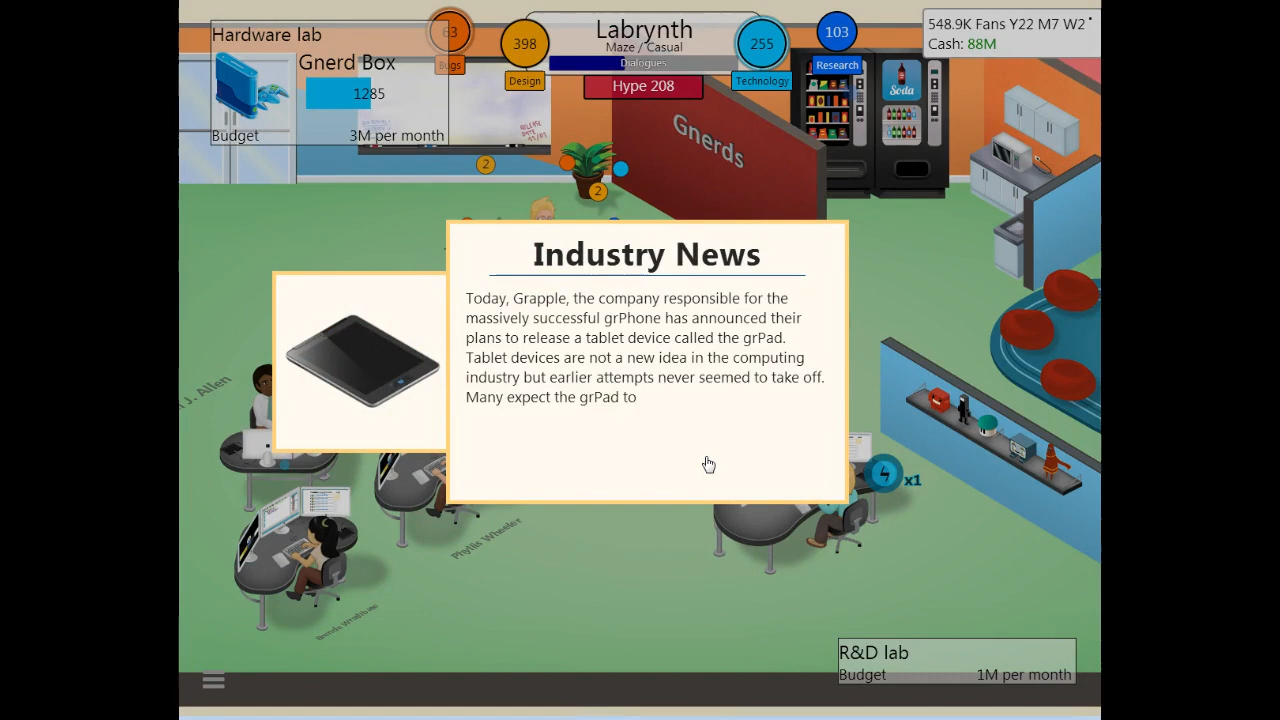 Hardware lab
Gnerd Box
1285
Budget 3M per month
63
Bugs
398
Design
Labrynth
Maze / Casual
Dialogues
Hype 208
255
Technology
103
Research
548.9K Fans Y22 M7 W2
Cash: 88M
Soda
RELEASE
DATE
Gnerds
2
2
Industry News
Today, Grapple, the company responsible for the
massively successful grPhone has announced their
plans to release a tablet device called the grPad.
Tablet devices are not a new idea in the computing
industry but earlier attempts never seemed to take off.
Many expect the grPad to
J. Allen
x1
Phyllis Wheeler
R&D lab
Budget 1M per month